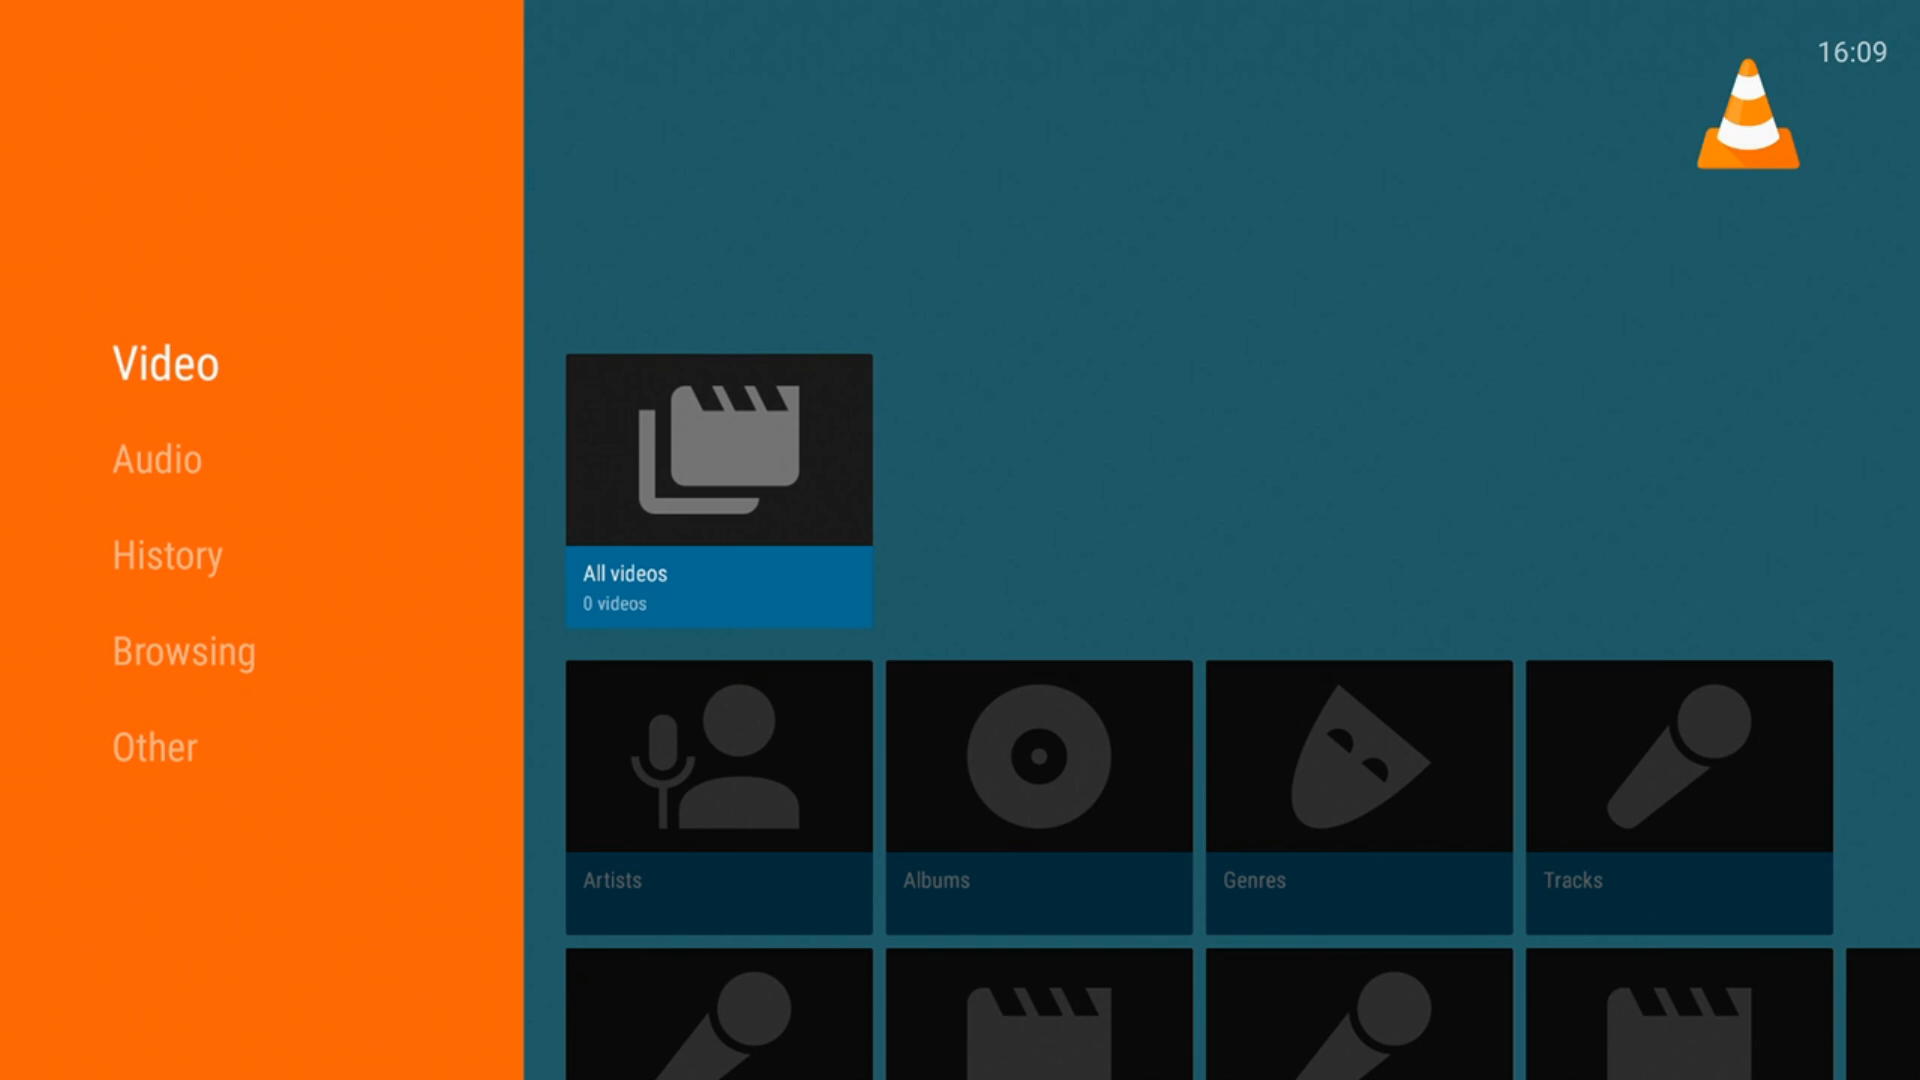 16:09
Video
Audio
History
Browsing
Other
All videos
0 videos
Artists
Albums
Genres
Tracks